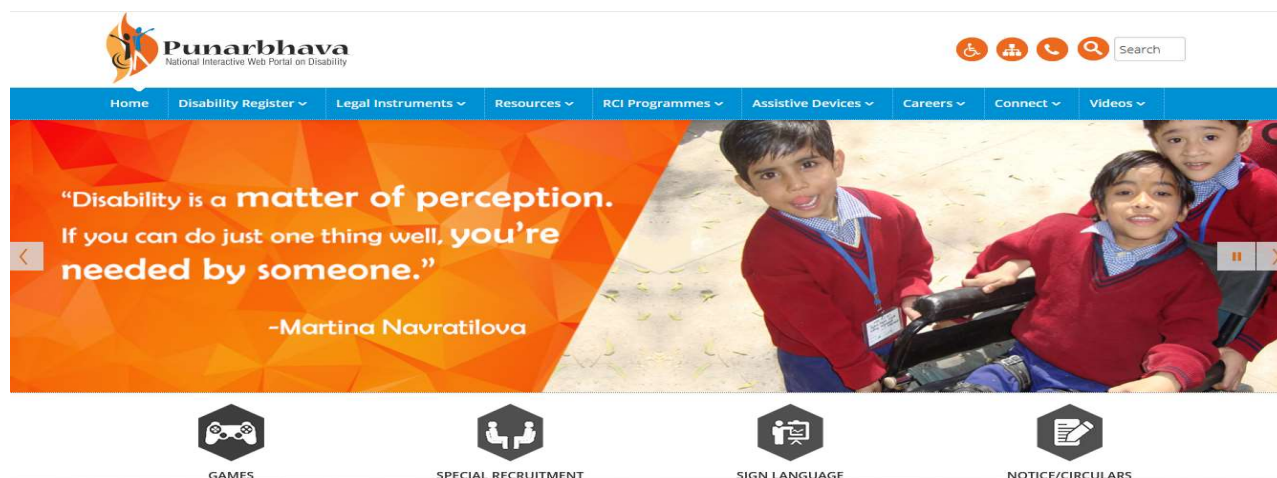 Punarbhava
National Interactive Web Portal on Disability
Search
Home Disability Register Legal Instruments Resources RCI Programmes Assistive Devices Careers Connect Videos
“Disability is a matter of perception.
If you can do just one thing well, you’re
needed by someone.”
-Martina Navratilova
GAMES SPECIAL RECRUITMENT SIGN LANGUAGE NOTICE/CIRCULARS